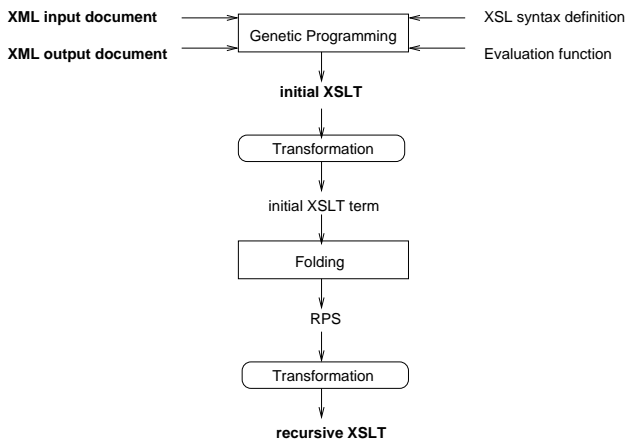 XML input document
XSL syntax definition
Genetic Programming
XML output document
Evaluation function
initial XSLT
Transformation
initial XSLT term
Folding
RPS
Transformation
recursive XSLT